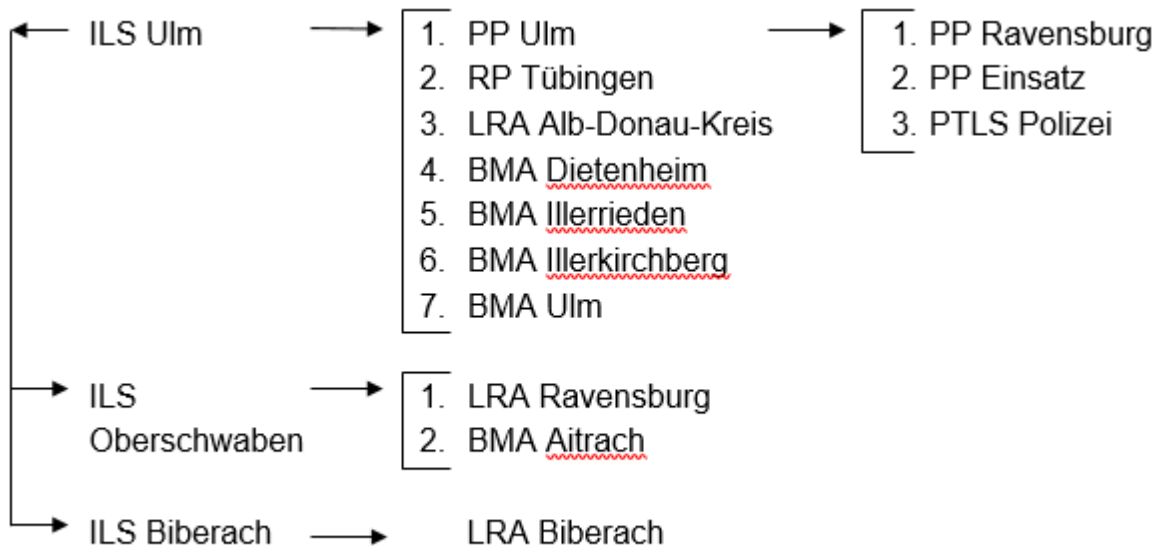 ILS Ulm
1. PP Ulm
2. RP Tübingen
3. LRA Alb-Donau-Kreis
4. BMA Dietenheim
5. BMA Illerrieden
6. BMA Illerkirchberg
7. BMA Ulm
1. PP Ravensburg
2. PP Einsatz
3. PTLS Polizei
ILS
Oberschwaben
1. LRA Ravensburg
2. BMA Aitrach
ILS Biberach
LRA Biberach